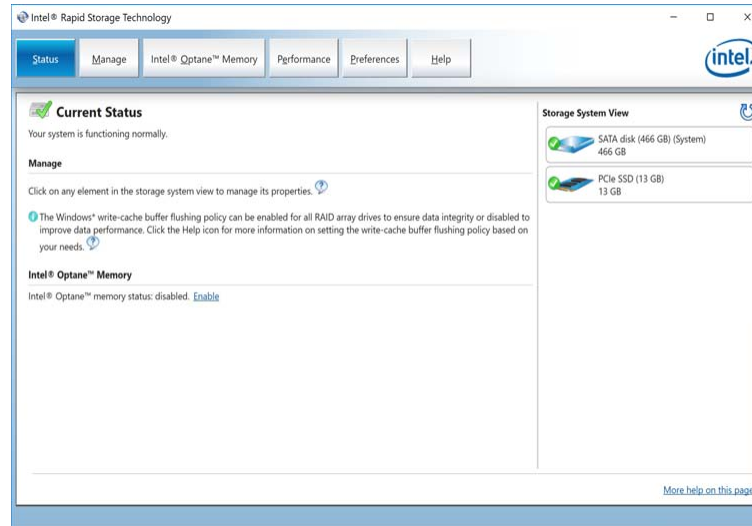 Intel® Rapid Storage Technology
Status
Manage
Intel® Optane™ Memory
Performance
Preferences
Help
intel.
Current Status
Your system is functioning normally.
Manage
Click on any element in the storage system view to manage its properties.
The Windows* write-cache buffer flushing policy can be enabled for all RAID array drives to ensure data integrity or disabled to
improve data performance. Click the Help icon for more information on setting the write-cache buffer flushing policy based on
your needs.
Intel® Optane™ Memory
Intel® Optane™ memory status: disabled. Enable
Storage System View
SATA disk (466 GB) (System)
466 GB
PCIe SSD (13 GB)
13 GB
More help on this page